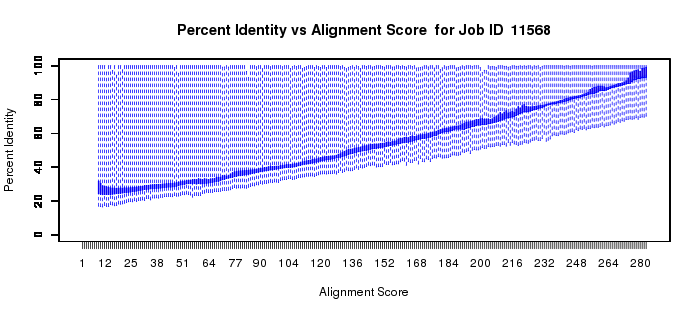 Percent Identity vs Alignment Score for Job ID 11568
Percent Identity
100
80
60
40
20
0
1 12 25 38 51 64 77 90 104 120 136 152 168 184 200 216 232 248 264 280
Alignment Score